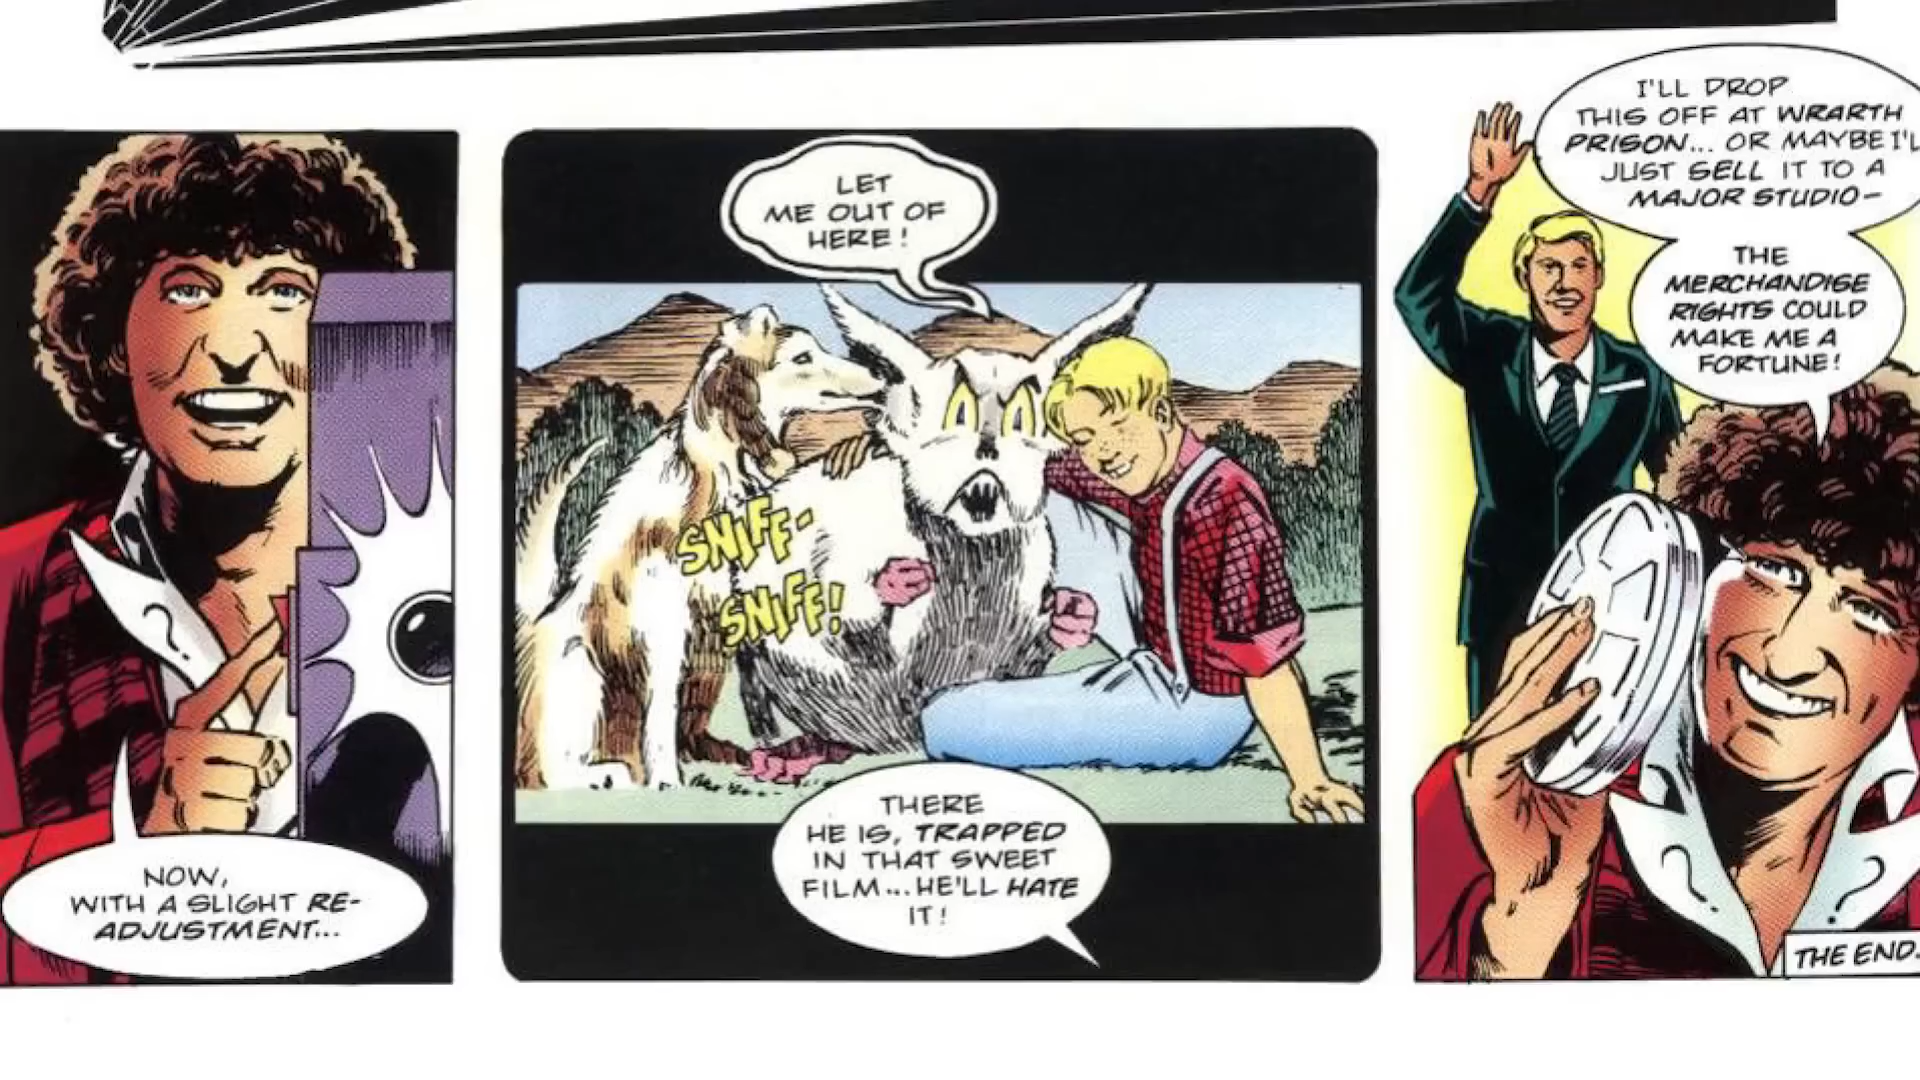 NOW,
WITH A SLIGHT RE-
ADJUSTMENT...
LET
ME OUT OF
HERE!
SNIFF-
SNIFF!
THERE
HE IS, TRAPPED
IN THAT SWEET
FILM...HE'LL HATE
IT!
I'LL DROP
THIS OFF AT WRARTH
PRISON... OR MAYBE I'L
JUST SELL IT TO A
MAJOR STUDIO-
THE
MERCHANDISE
RIGHTS COULD
MAKE ME A
FORTUNE!
? ?
?
THE END.